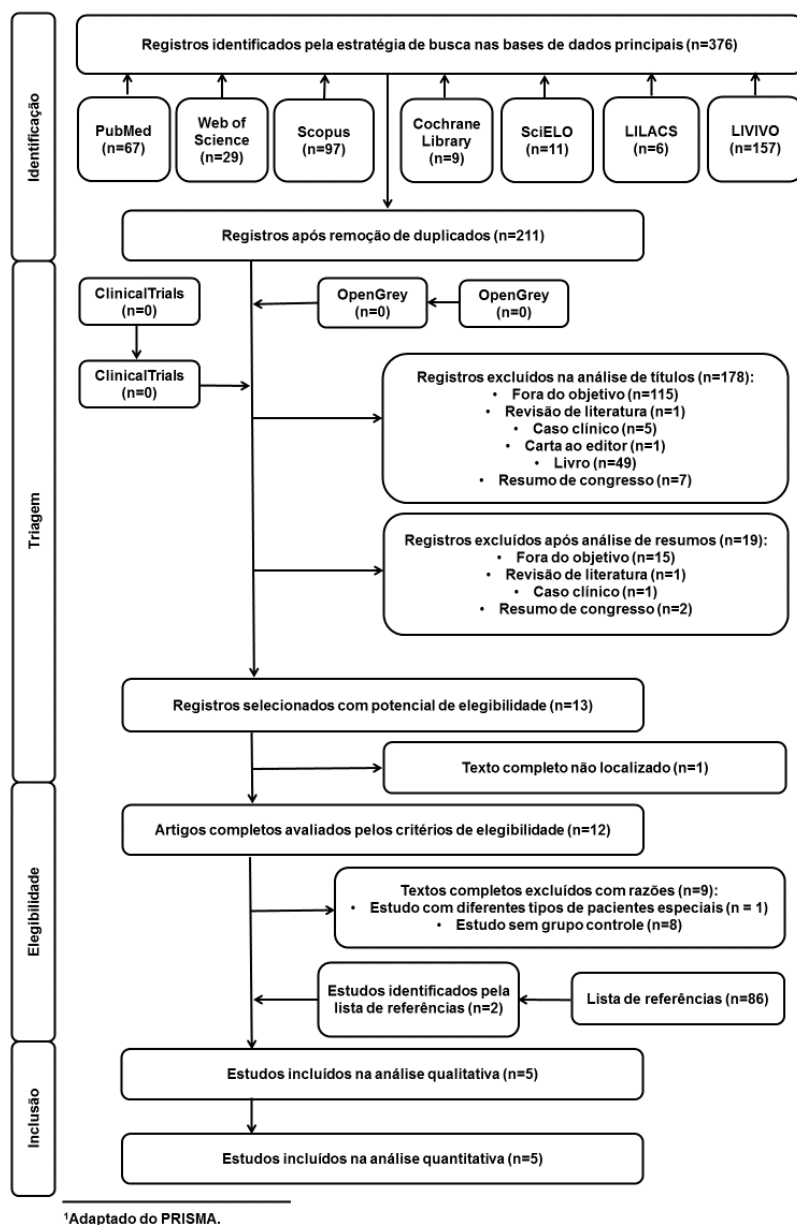 Identificação
Registros identificados pela estratégia de busca nas bases de dados principais (n=376)
PubMed
(n=67)
Web of
Science
(n=29)
Scopus
(n=97)
Cochrane
Library
(n=9)
SciELO
(n=11)
LILACS
(n=6)
LIVIVO
(n=157)
Registros após remoção de duplicados (n=211)
Triagem
ClinicalTrials
(n=0)
OpenGrey
(n=0)
OpenGrey
(n=0)
ClinicalTrials
(n=0)
Registros excluídos na análise de títulos (n=178):
• Fora do objetivo (n=115)
• Revisão de literatura (n=1)
• Caso clínico (n=5)
• Carta ao editor (n=1)
• Livro (n=49)
• Resumo de congresso (n=7)
Registros excluídos após análise de resumos (n=19):
• Fora do objetivo (n=15)
• Revisão de literatura (n=1)
• Caso clínico (n=1)
• Resumo de congresso (n=2)
Registros selecionados com potencial de elegibilidade (n=13)
Texto completo não localizado (n=1)
Elegibilidade
Artigos completos avaliados pelos critérios de elegibilidade (n=12)
Textos completos excluídos com razões (n=9):
• Estudo com diferentes tipos de pacientes especiais (n = 1)
• Estudo sem grupo controle (n=8)
Estudos identificados pela
lista de referências (n=2)
Lista de referências (n=86)
Inclusão
Estudos incluídos na análise qualitativa (n=5)
Estudos incluídos na análise quantitativa (n=5)
¹Adaptado do PRISMA.